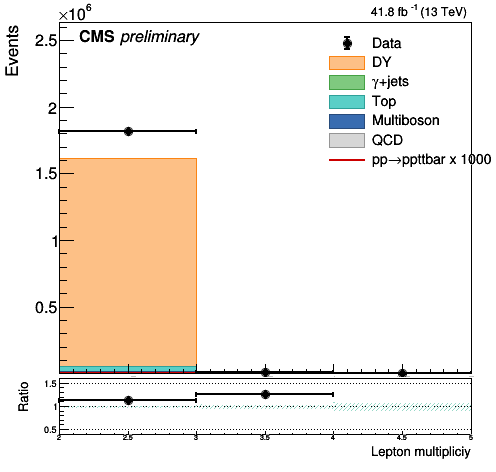 ×10^6
41.8 fb^-1 (13 TeV)
CMS preliminary
Events
2.5
2
1.5
1
0.5
Data
DY
γ+jets
Top
Multiboson
QCD
pp→ppttbar x 1000
Ratio
1.5
1
0.5
2 2.5 3 3.5 4 4.5 5
Lepton multipliciy